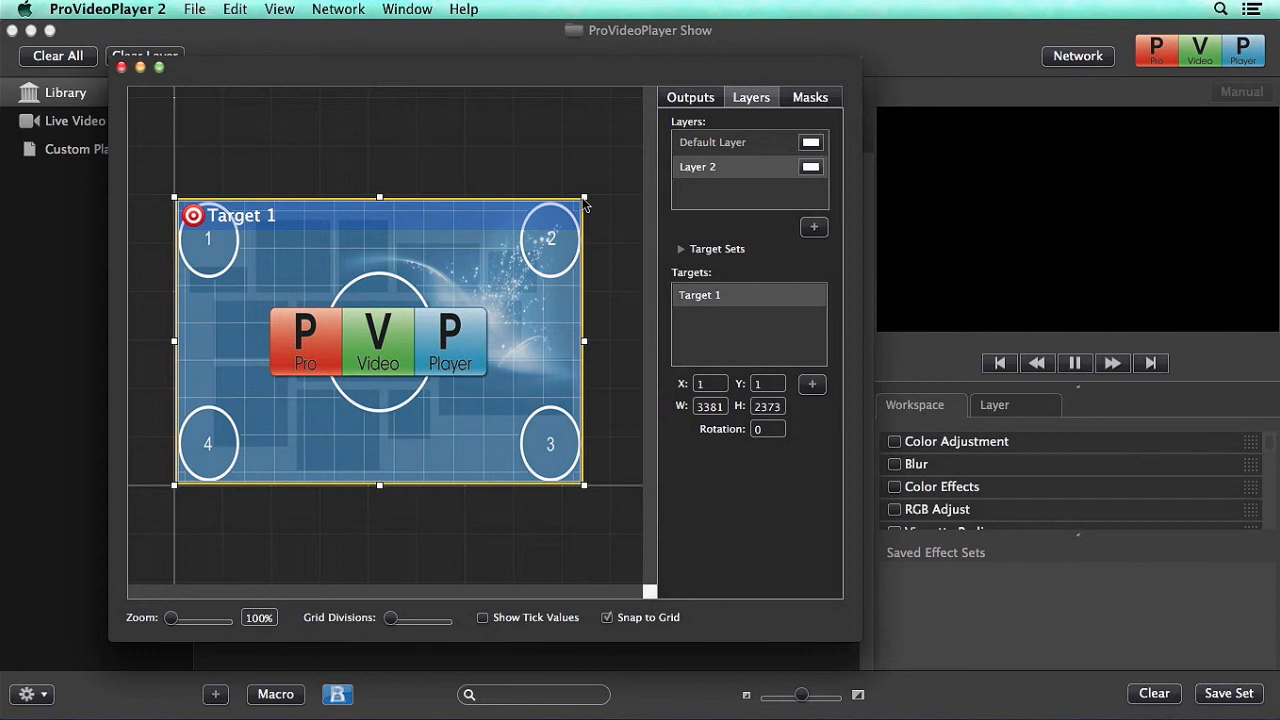 ProVideoPlayer 2 File Edit View Network Window Help
ProVideoPlayer Show
Clear All Clear Layer Network P V P
Pro Video Player
Library
Live Video
Custom Pla
Manual
Outputs Layers Masks
Layers:
Default Layer
Layer 2
+
Target Sets
Targets:
Target 1
X: 1 Y: 1 +
W: 3381 H: 2373
Rotation: 0
Target 1
1 2
P V P
Pro Video Player
4 3
Zoom: 100% Grid Divisions: Show Tick Values Snap to Grid
Workspace Layer
Color Adjustment
Blur
Color Effects
RGB Adjust
Saved Effect Sets
+ Macro Clear Save Set